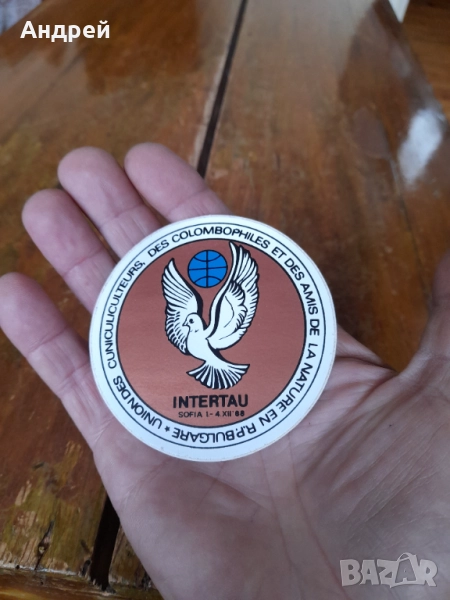 Андрей
UNION DES CUNICULICULTEURS, DES COLOMBOPHILES ET DES AMIS DE LA NATURE EN R.P.BULGARE *
INTERTAU
SOFIA 1.-4.XII'88
BAZAR